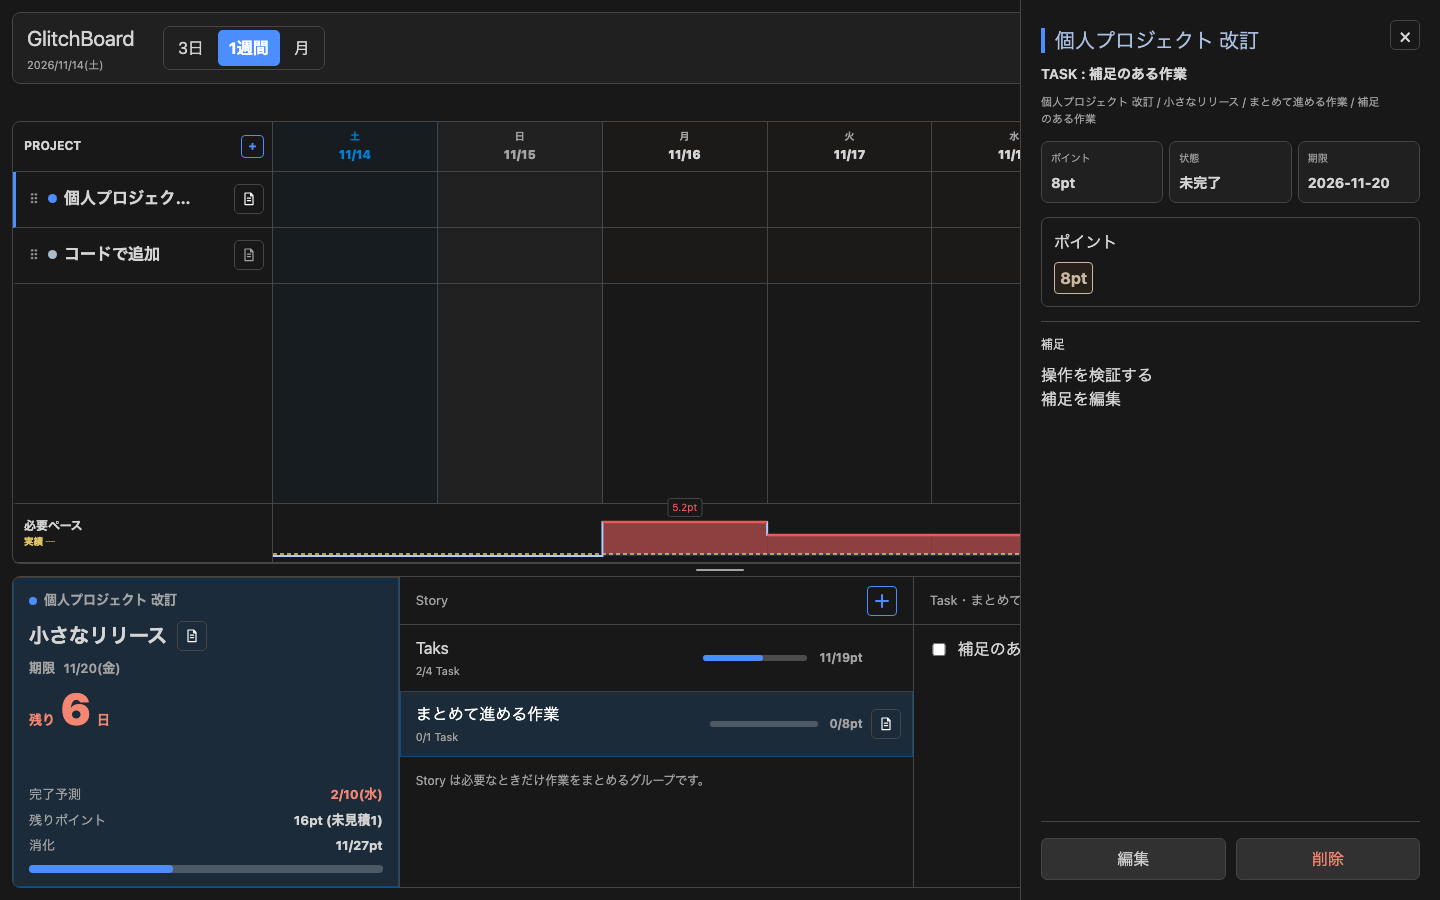 GlitchBoard
2026/11/14(土)
3日
1週間
月
PROJECT
+
土
11/14
日
11/15
月
11/16
火
11/17
水
個人プロジェク...
コードで追加
必要ペース
実績
5.2pt
個人プロジェクト 改訂
小さなリリース
期限 11/20(金)
残り 6 日
完了予測 2/10(水)
残りポイント 16pt (未見積1)
消化 11/27pt
Story
+
Taks
2/4 Task
11/19pt
まとめて進める作業
0/1 Task
0/8pt
Story は必要なときだけ作業をまとめるグループです。
Task・まとめて
補足のあ
個人プロジェクト 改訂
×
TASK : 補足のある作業
個人プロジェクト 改訂 / 小さなリリース / まとめて進める作業 / 補足
のある作業
ポイント
8pt
状態
未完了
期限
2026-11-20
ポイント
8pt
補足
操作を検証する
補足を編集
編集
削除